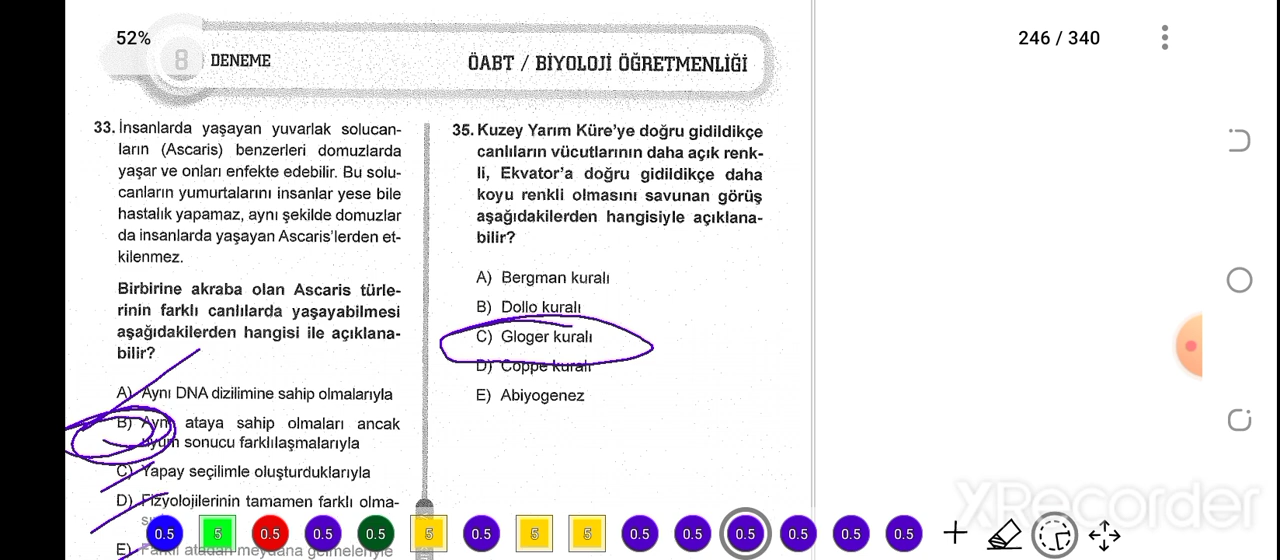 52%
246 / 340
8 DENEME
ÖABT / BİYOLOJİ ÖĞRETMENLİĞİ
33. İnsanlarda yaşayan yuvarlak solucan-
ların (Ascaris) benzerleri domuzlarda
yaşar ve onları enfekte edebilir. Bu solu-
canların yumurtalarını insanlar yese bile
hastalık yapamaz, aynı şekilde domuzlar
da insanlarda yaşayan Ascaris'lerden et-
kilenmez.
Birbirine akraba olan Ascaris türle-
rinin farklı canlılarda yaşayabilmesi
aşağıdakilerden hangisi ile açıklana-
bilir?
A) Aynı DNA dizilimine sahip olmalarıyla
B) Aynı ataya sahip olmaları ancak
uyum sonucu farklılaşmalarıyla
C) Yapay seçilimle oluşturduklarıyla
D) Fizyolojilerinin tamamen farklı olma-
E) Farklı atadan meydana gelmeleriyle
35. Kuzey Yarım Küre'ye doğru gidildikçe
canlıların vücutlarının daha açık renk-
li, Ekvator'a doğru gidildikçe daha
koyu renkli olmasını savunan görüş
aşağıdakilerden hangisiyle açıklana-
bilir?
A) Bergman kuralı
B) Dollo kuralı
C) Gloger kuralı
D) Coppe kuralı
E) Abiyogenez
XRecorder
0.5 5 0.5 0.5 0.5 5 0.5 5 5 0.5 0.5 0.5 0.5 0.5 0.5